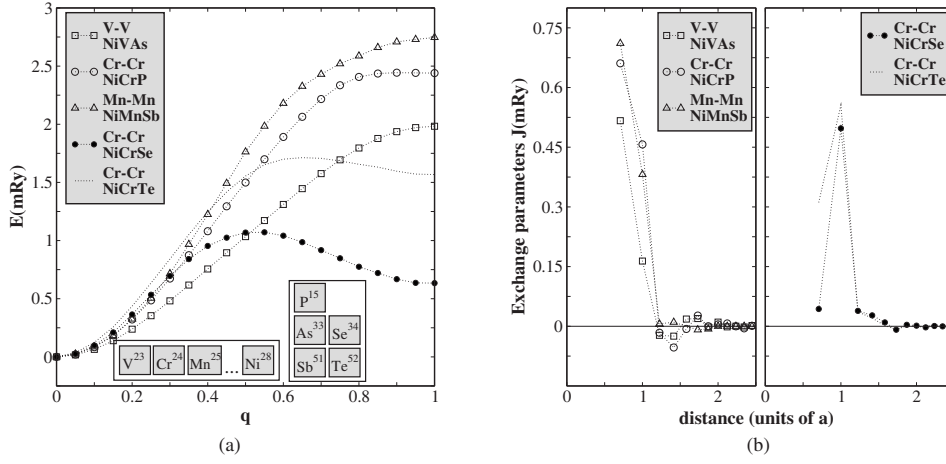 3
2.5
2
1.5
1
0.5
0
E(mRy)
V-V
NiVAs
Cr-Cr
NiCrP
Mn-Mn
NiMnSb
Cr-Cr
NiCrSe
Cr-Cr
NiCrTe
P15
As33 Se34
Sb51 Te52
V23 Cr24 Mn25 ... Ni28
0 0.2 0.4 0.6 0.8 1
q
(a)
0.75
0.6
0.45
0.3
0.15
0
Exchange parameters J(mRy)
V-V
NiVAs
Cr-Cr
NiCrP
Mn-Mn
NiMnSb
Cr-Cr
NiCrSe
Cr-Cr
NiCrTe
0 1 2 0 1 2
distance (units of a)
(b)